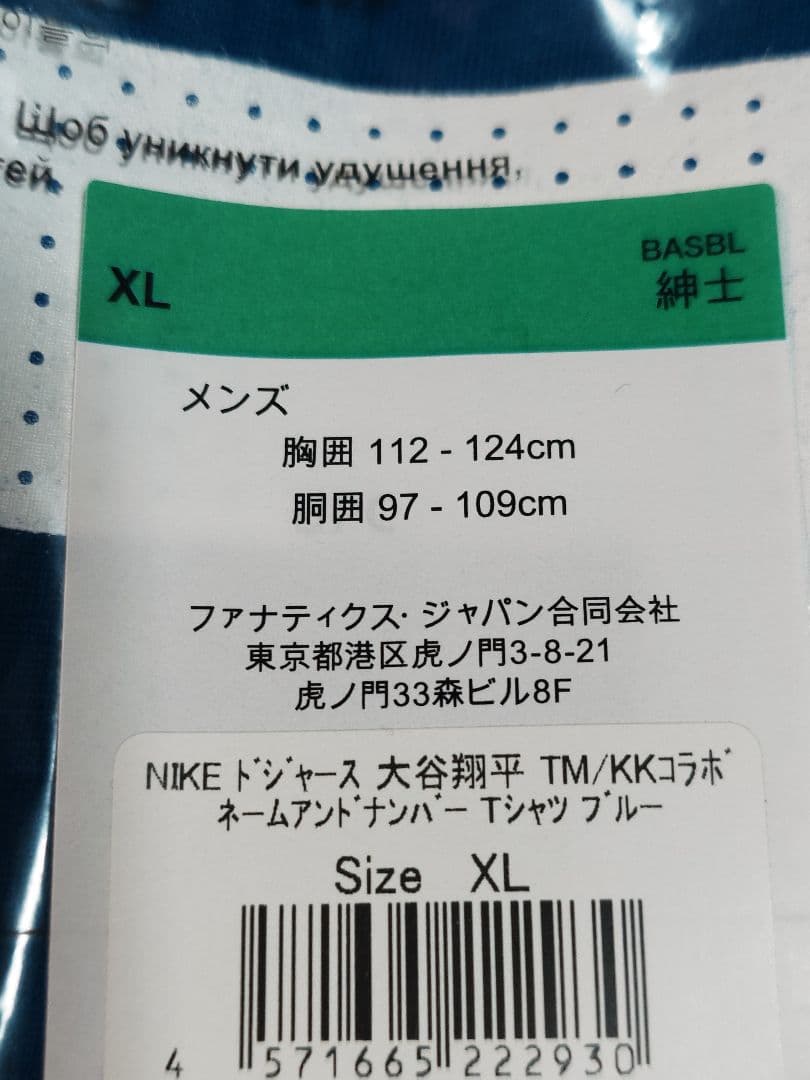 Щоб уникнути удушення,
тей
XL
BASBL
紳士
メンズ
胸囲 112 - 124cm
胴囲 97 - 109cm
ファナティクス・ジャパン合同会社
東京都港区虎ノ門3-8-21
虎ノ門33森ビル8F
NIKE ﾄﾞｼﾞｬｰｽ 大谷翔平 TM/KKｺﾗﾎﾞ
ﾈｰﾑｱﾝﾄﾞﾅﾝﾊﾞｰ Tｼｬﾂ ﾌﾞﾙｰ
Size XL
4 571665 222930